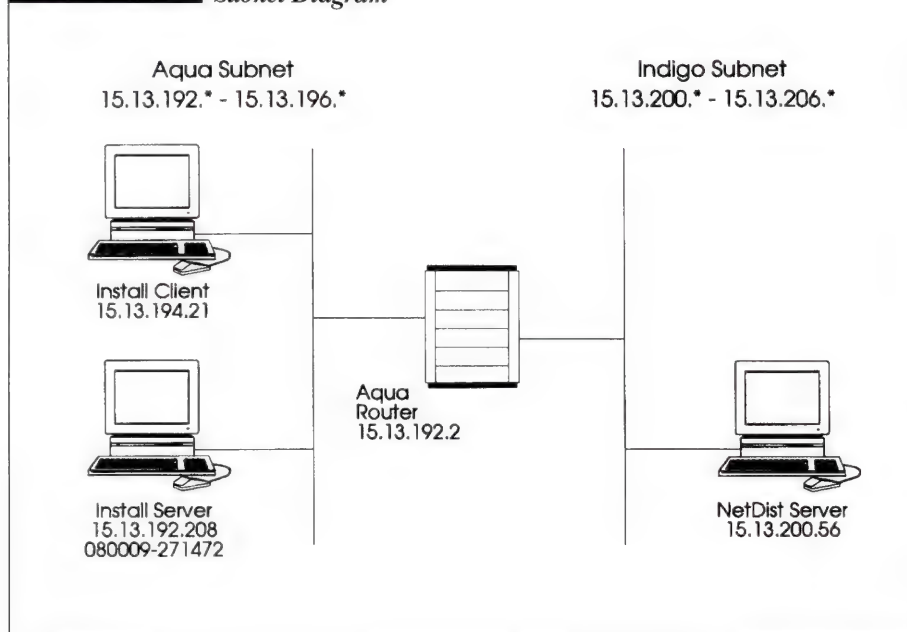 Subnet Diagram
Aqua Subnet
15.13.192.* - 15.13.196.*
Indigo Subnet
15.13.200.* - 15.13.206.*
Install Client
15.13.194.21
Aqua
Router
15.13.192.2
Install Server
15.13.192.208
080009-271472
NetDist Server
15.13.200.56